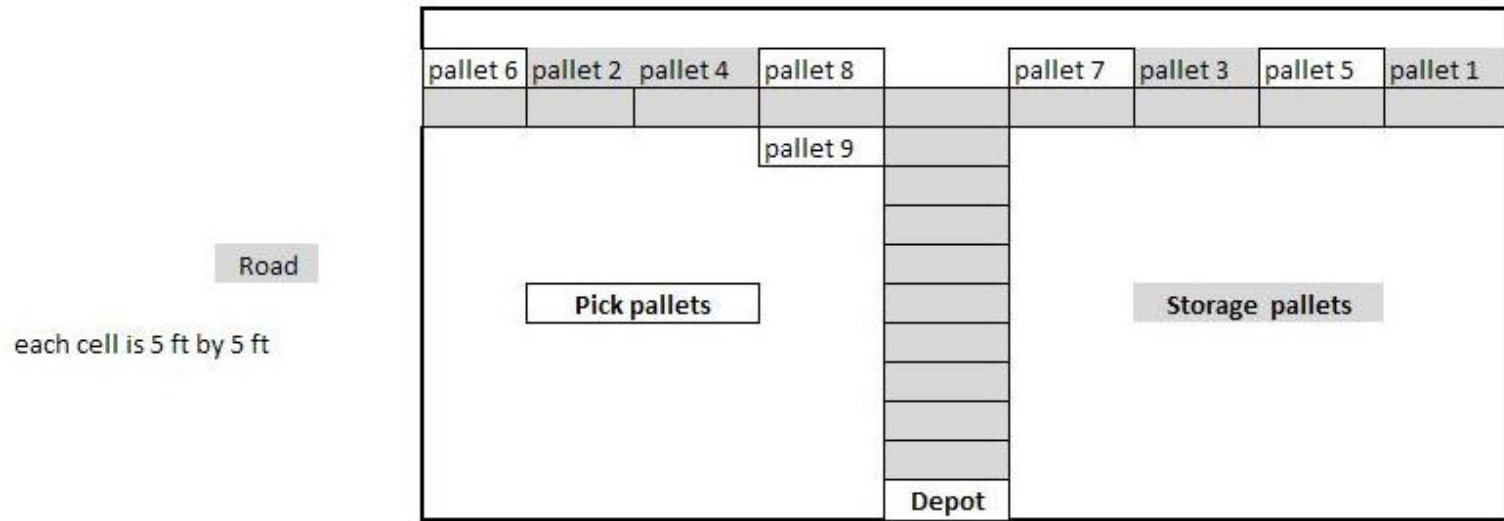 pallet 6 pallet 2 pallet 4 pallet 8 pallet 7 pallet 3 pallet 5 pallet 1
pallet 9
Road
Pick pallets Storage pallets
each cell is 5 ft by 5 ft
Depot